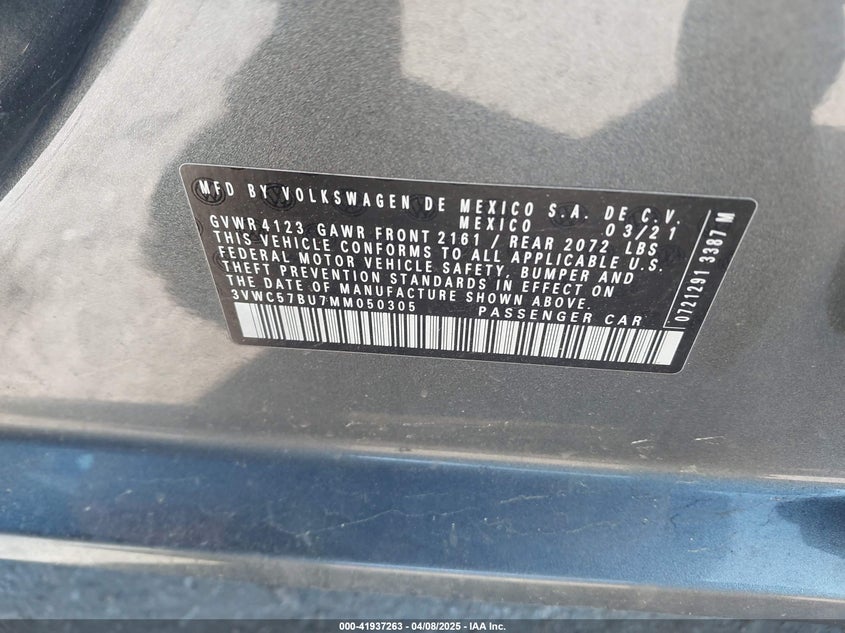 MFD BY VOLKSWAGEN DE MEXICO S.A. DE C.V.
MEXICO 03/21
GVWR 4123 GAWR FRONT 2161 / REAR 2072 LBS
THIS VEHICLE CONFORMS TO ALL APPLICABLE U.S.
FEDERAL MOTOR VEHICLE SAFETY, BUMPER AND
THEFT PREVENTION STANDARDS IN EFFECT ON
THE DATE OF MANUFACTURE SHOWN ABOVE.
3VWC57BU7MM050305 PASSENGER CAR
0721291 3387 M
000-41937263 - 04/08/2025 - IAA Inc.